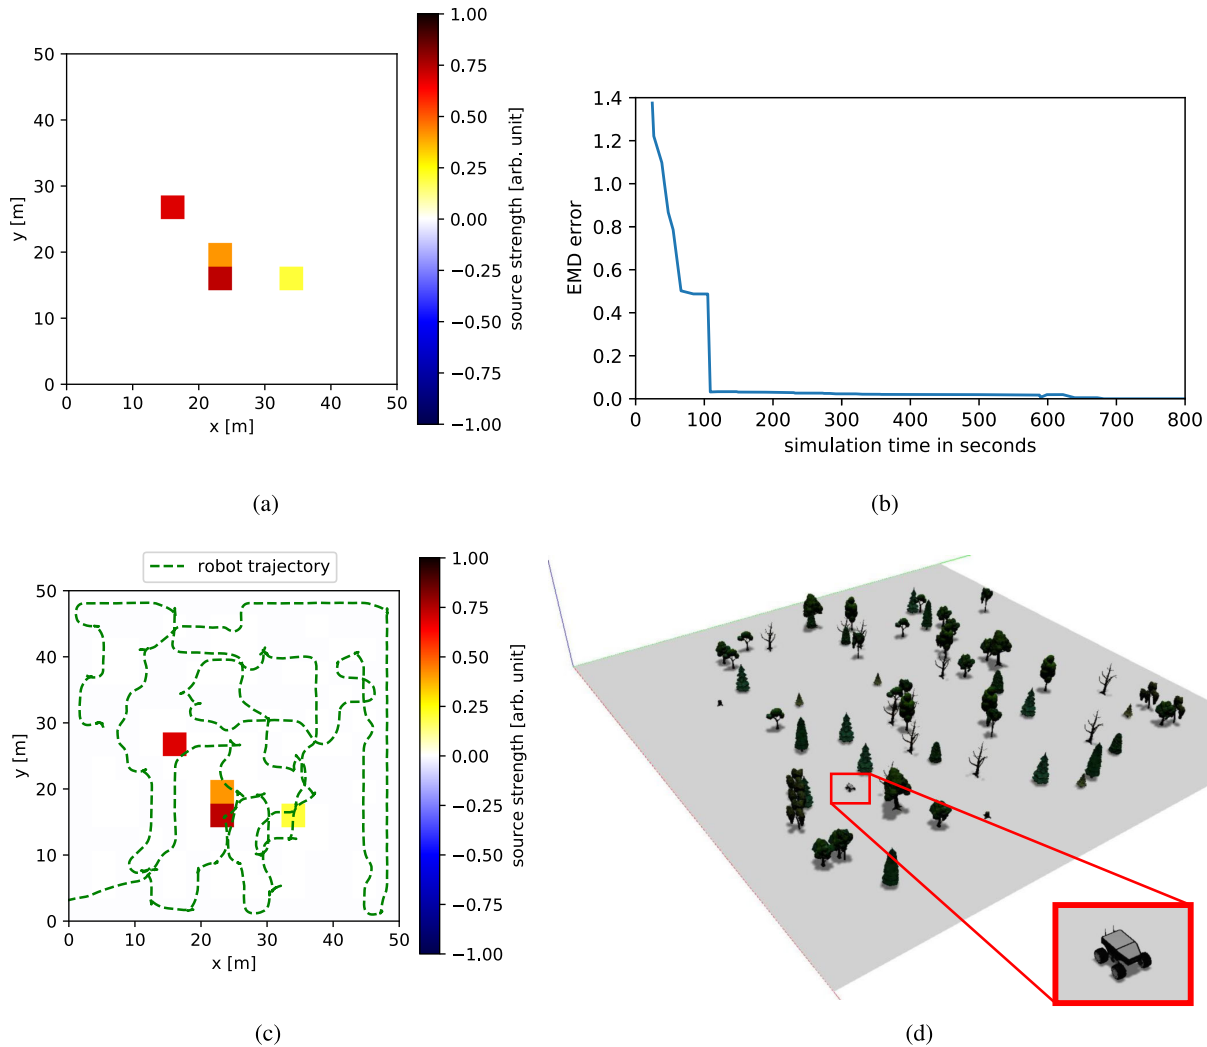 50
40
30
20
10
0
y [m]
0 10 20 30 40 50
x [m]
1.00
0.75
0.50
0.25
0.00
−0.25
−0.50
−0.75
−1.00
source strength [arb. unit]
(a)
1.4
1.2
1.0
0.8
0.6
0.4
0.2
0.0
EMD error
0 100 200 300 400 500 600 700 800
simulation time in seconds
(b)
robot trajectory
50
40
30
20
10
0
y [m]
0 10 20 30 40 50
x [m]
1.00
0.75
0.50
0.25
0.00
−0.25
−0.50
−0.75
−1.00
source strength [arb. unit]
(c)
(d)